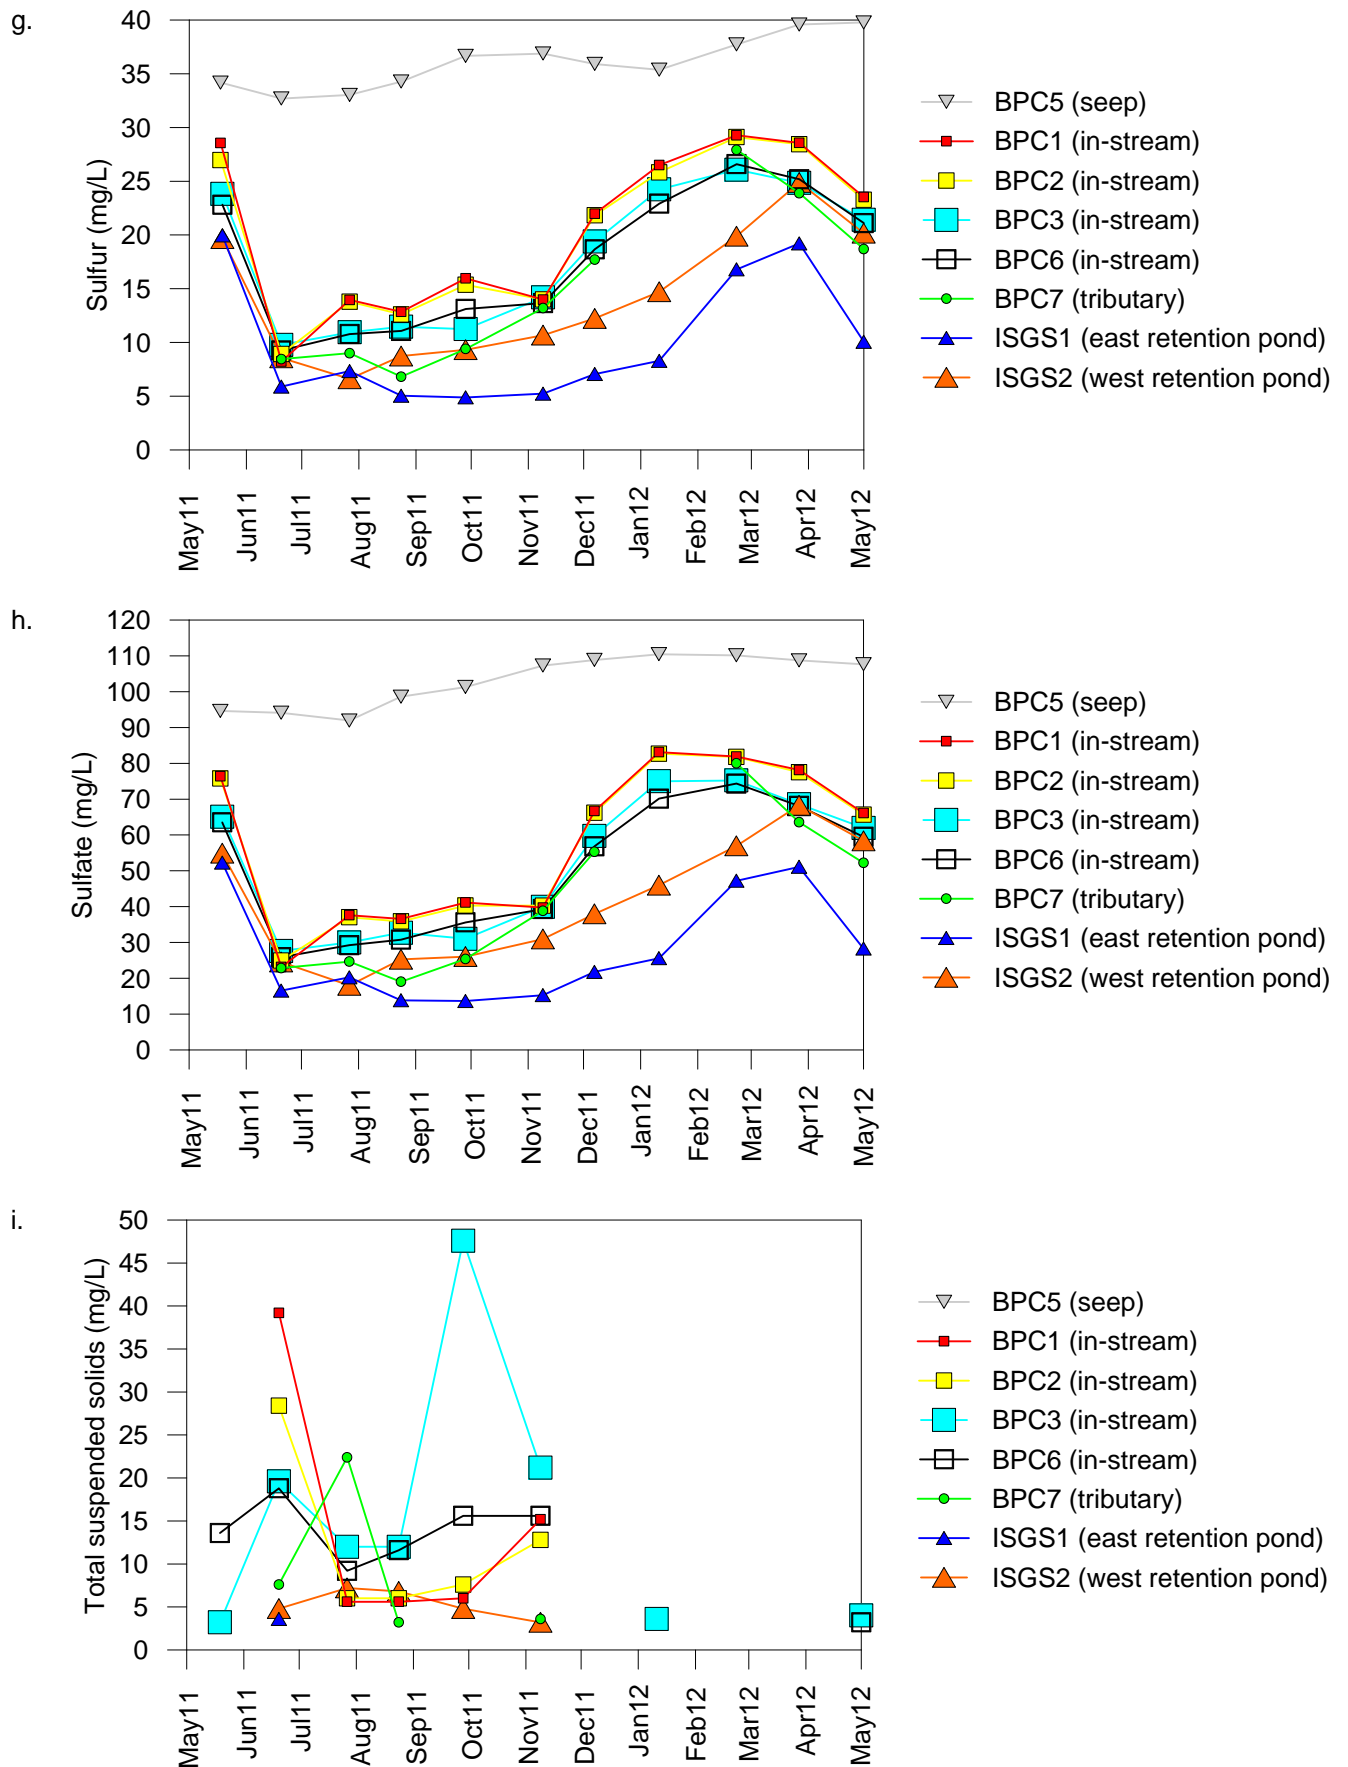 g.
Sulfur (mg/L)
40
35
30
25
20
15
10
5
0
May11
Jun11
Jul11
Aug11
Sep11
Oct11
Nov11
Dec11
Jan12
Feb12
Mar12
Apr12
May12
BPC5 (seep)
BPC1 (in-stream)
BPC2 (in-stream)
BPC3 (in-stream)
BPC6 (in-stream)
BPC7 (tributary)
ISGS1 (east retention pond)
ISGS2 (west retention pond)
h.
Sulfate (mg/L)
120
110
100
90
80
70
60
50
40
30
20
10
0
May11
Jun11
Jul11
Aug11
Sep11
Oct11
Nov11
Dec11
Jan12
Feb12
Mar12
Apr12
May12
BPC5 (seep)
BPC1 (in-stream)
BPC2 (in-stream)
BPC3 (in-stream)
BPC6 (in-stream)
BPC7 (tributary)
ISGS1 (east retention pond)
ISGS2 (west retention pond)
i.
Total suspended solids (mg/L)
50
45
40
35
30
25
20
15
10
5
0
May11
Jun11
Jul11
Aug11
Sep11
Oct11
Nov11
Dec11
Jan12
Feb12
Mar12
Apr12
May12
BPC5 (seep)
BPC1 (in-stream)
BPC2 (in-stream)
BPC3 (in-stream)
BPC6 (in-stream)
BPC7 (tributary)
ISGS1 (east retention pond)
ISGS2 (west retention pond)